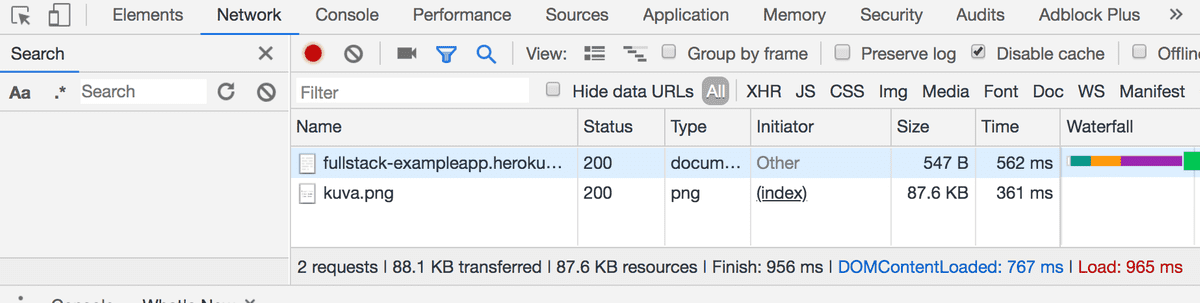 Elements Network Console Performance Sources Application Memory Security Audits Adblock Plus »
Search × View: Group by frame Preserve log Disable cache Offlin
Aa .* Search Filter Hide data URLs All XHR JS CSS Img Media Font Doc WS Manifest
Name Status Type Initiator Size Time Waterfall
fullstack-exampleapp.heroku... 200 docum... Other 547 B 562 ms
kuva.png 200 png (index) 87.6 KB 361 ms
2 requests | 88.1 KB transferred | 87.6 KB resources | Finish: 956 ms | DOMContentLoaded: 767 ms | Load: 965 ms